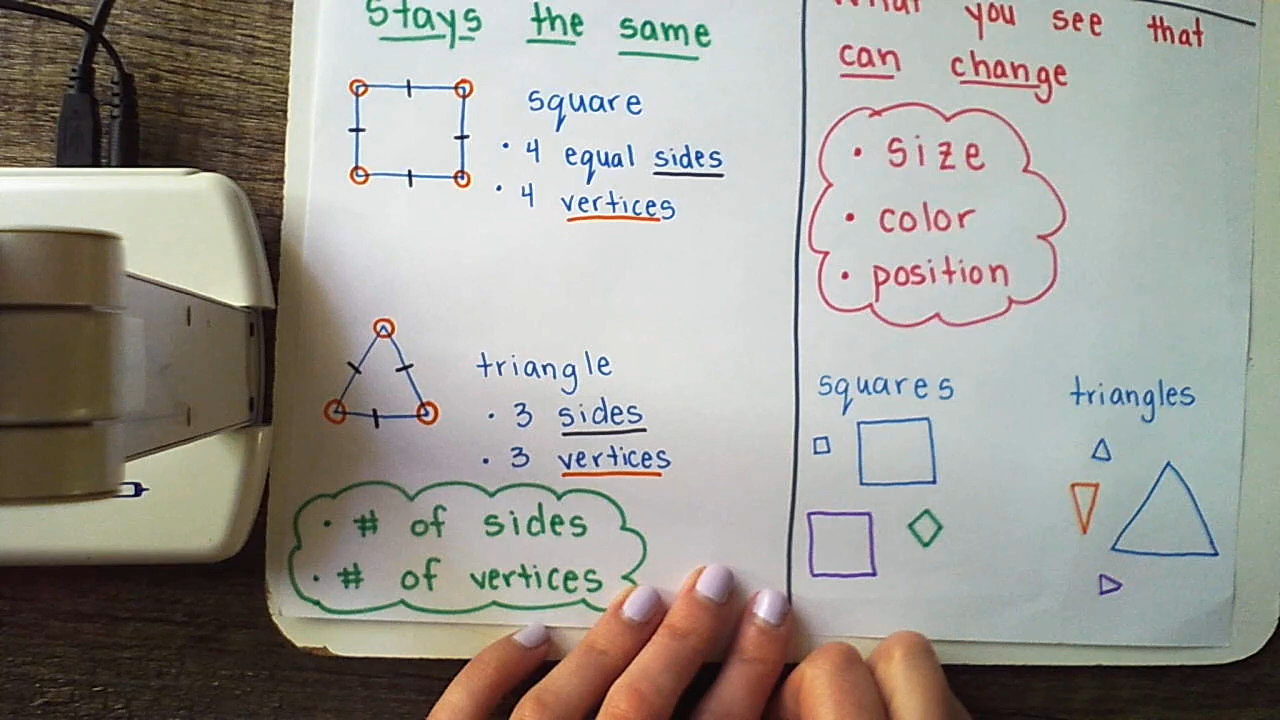 Stays the same
square
• 4 equal sides
• 4 vertices
triangle
• 3 sides
• 3 vertices
• # of sides
• # of vertices
What you see that
can change
• size
• color
• position
squares
triangles